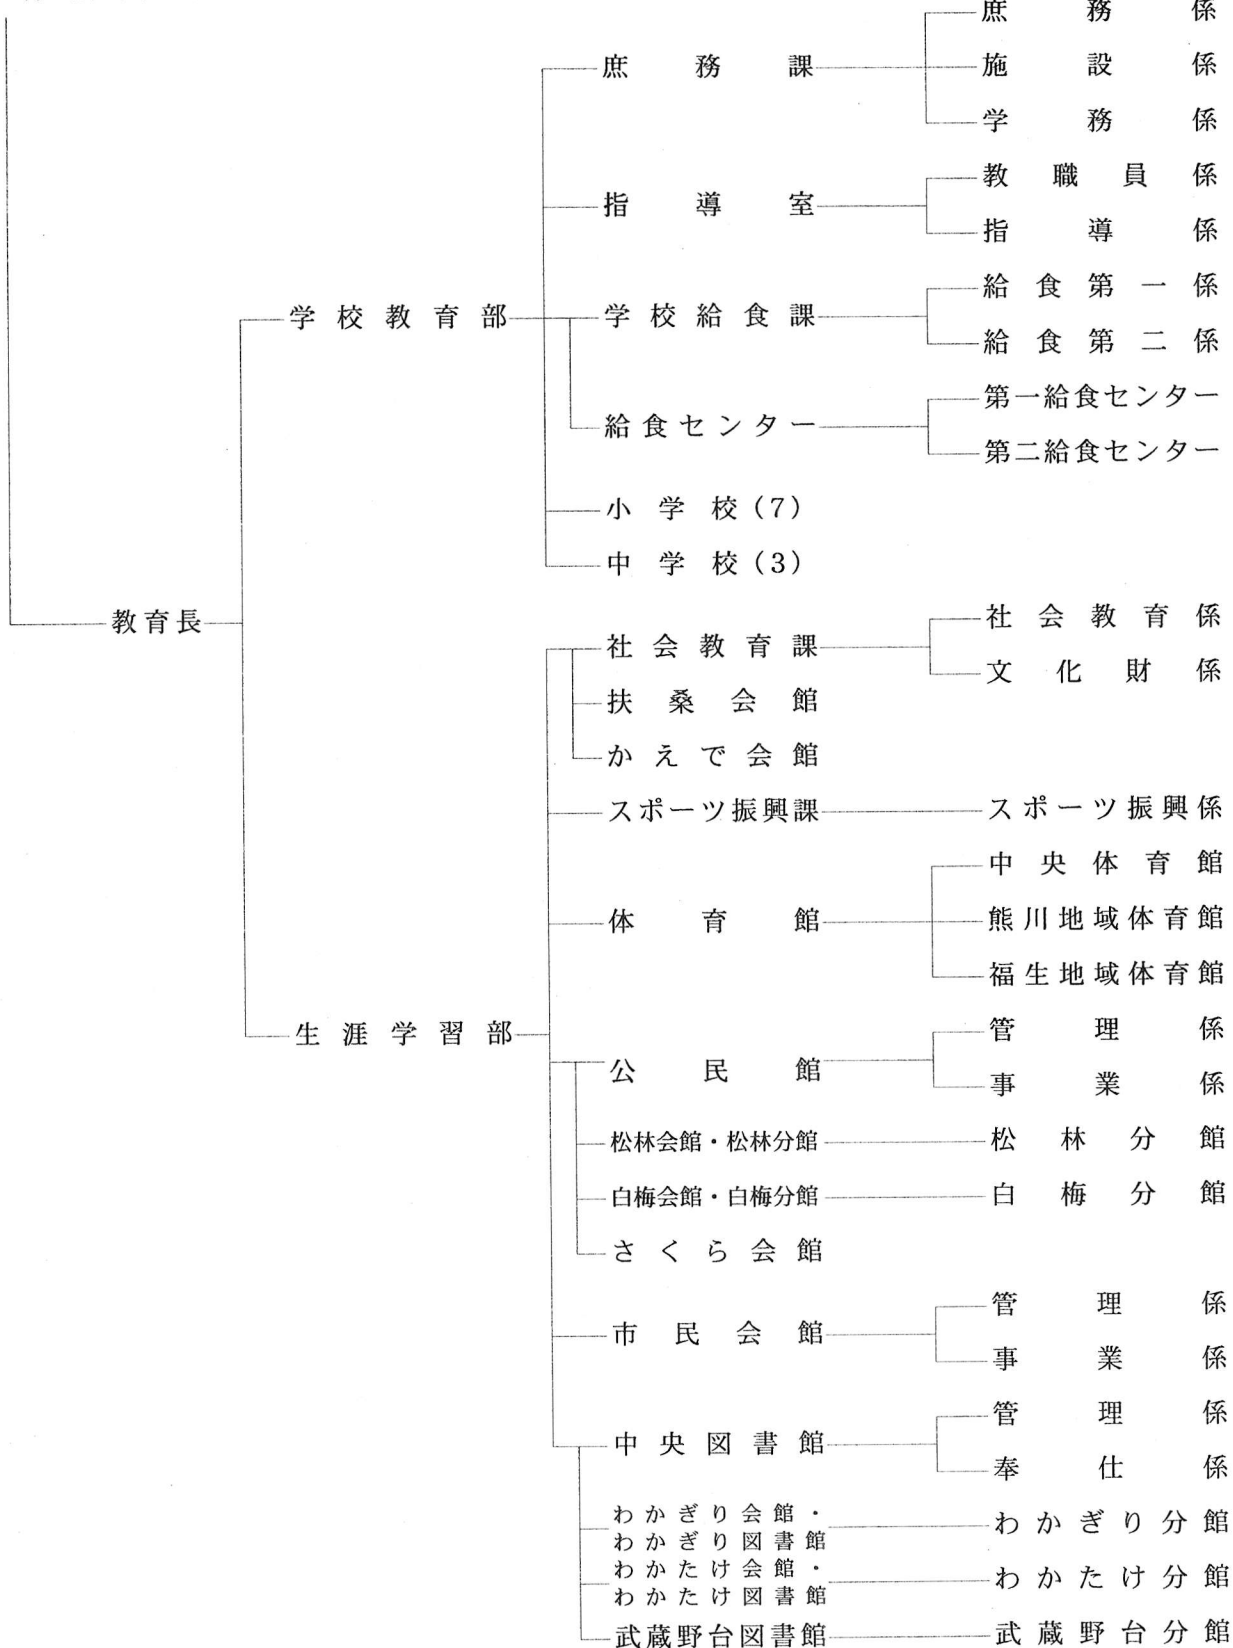 庶務係
庶務課
施設係
学務係
教職員係
指導室
指導係
給食第一係
学校教育部
学校給食課
給食第二係
第一給食センター
給食センター
第二給食センター
小学校(7)
中学校(3)
教育長
社会教育係
社会教育課
文化財係
扶桑会館
かえで会館
スポーツ振興課
スポーツ振興係
中央体育館
体育館
熊川地域体育館
福生地域体育館
生涯学習部
管理係
公民館
事業係
松林会館・松林分館
松林分館
白梅会館・白梅分館
白梅分館
さくら会館
管理係
市民会館
事業係
管理係
中央図書館
奉仕係
わかぎり会館・
わかぎり図書館
わかぎり分館
わかたけ会館・
わかたけ図書館
わかたけ分館
武蔵野台図書館
武蔵野台分館